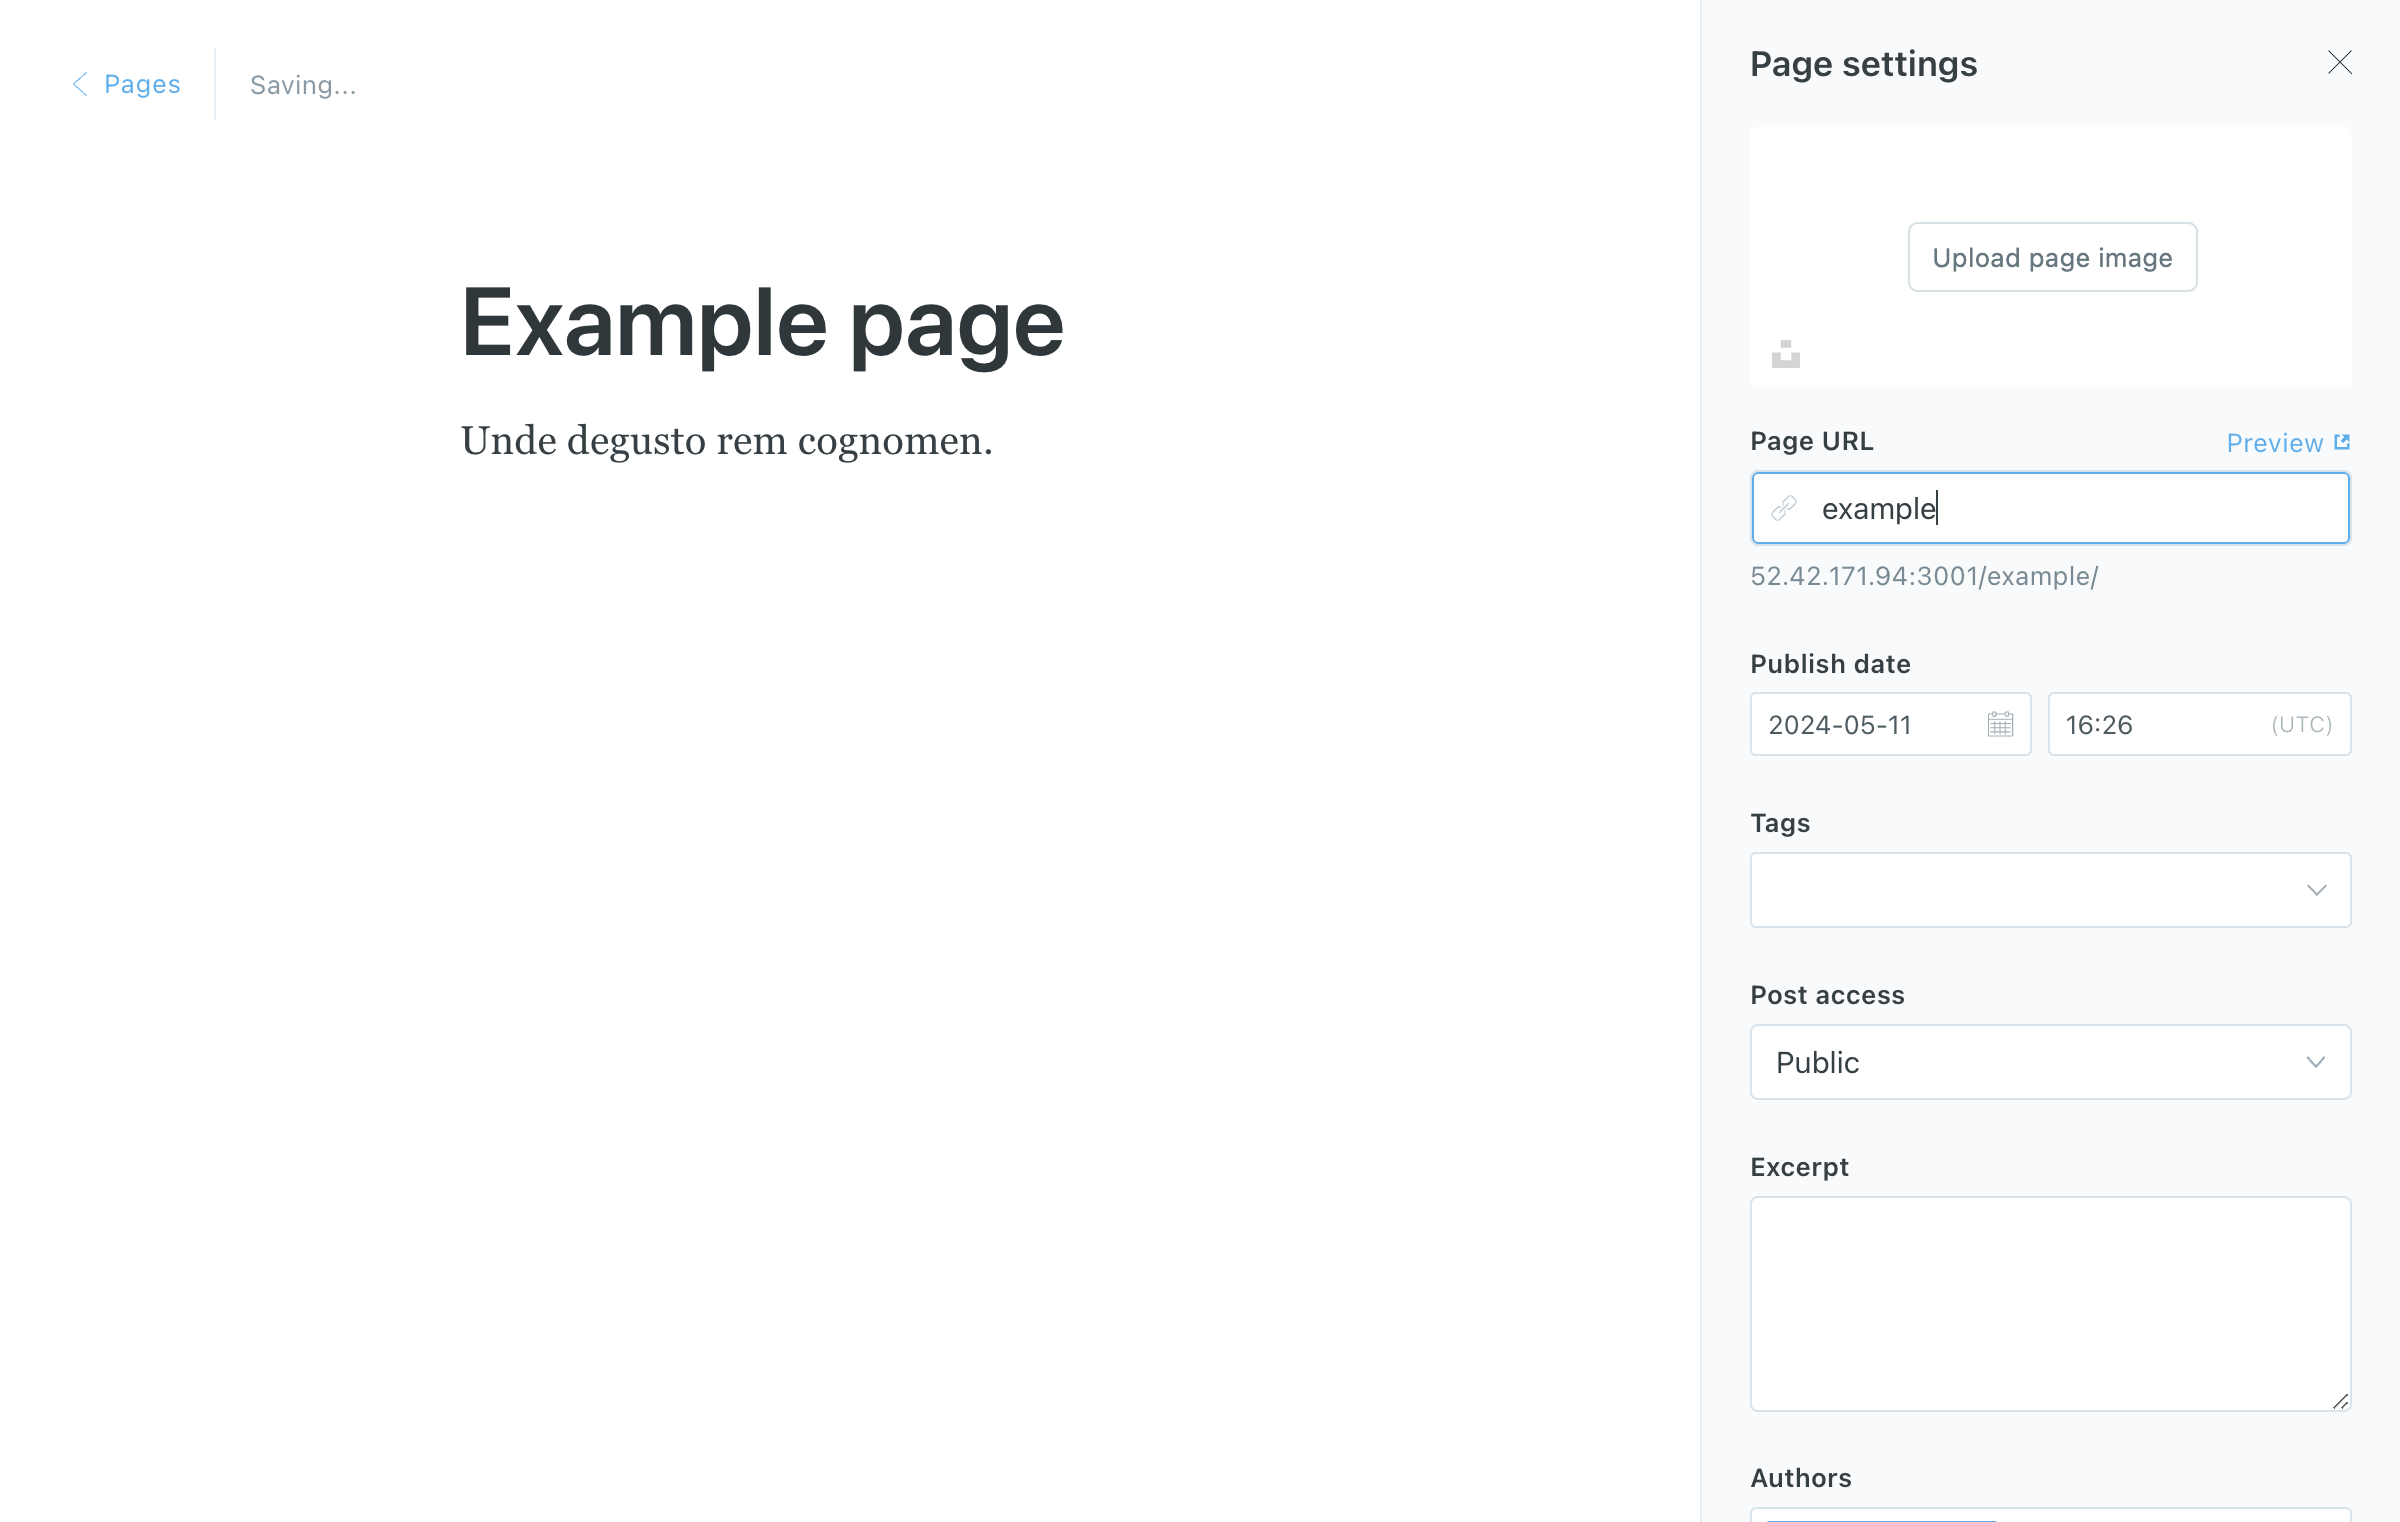 Pages
Saving...
Example page
Unde degusto rem cognomen.
Page settings
Upload page image
Page URL
Preview
example
52.42.171.94:3001/example/
Publish date
2024-05-11
16:26
(UTC)
Tags
Post access
Public
Excerpt
Authors